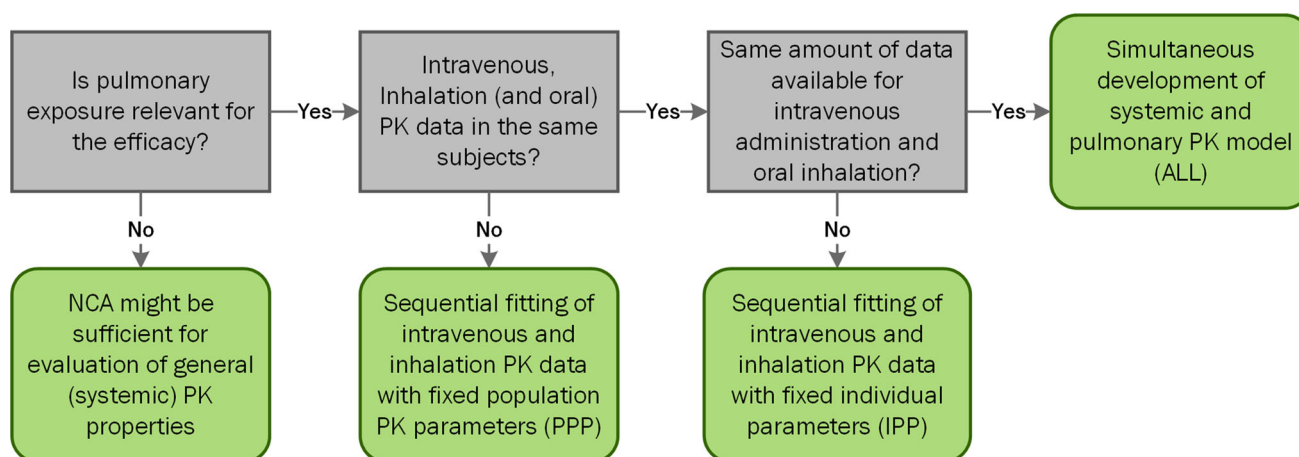 Is pulmonary
exposure relevant for
the efficacy?
Yes
Intravenous,
Inhalation (and oral)
PK data in the same
subjects?
Yes
Same amount of data
available for
intravenous
administration and
oral inhalation?
Yes
Simultaneous
development of
systemic and
pulmonary PK model
(ALL)
No
No
No
NCA might be
sufficient for
evaluation of general
(systemic) PK
properties
Sequential fitting of
intravenous and
inhalation PK data
with fixed population
PK parameters (PPP)
Sequential fitting of
intravenous and
inhalation PK data
with fixed individual
parameters (IPP)